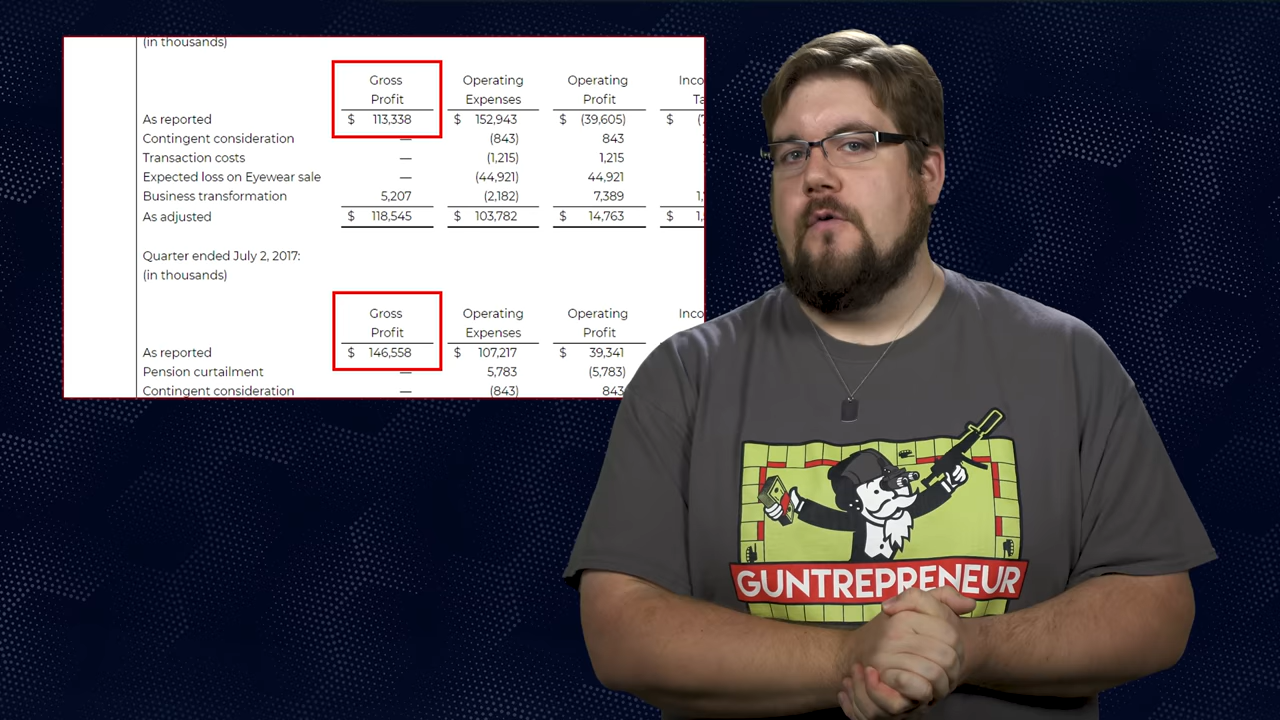 (in thousands)
Gross Profit Operating Expenses Operating Profit
As reported $ 113,338 $ 152,943 $ (39,605) $
Contingent consideration — (843) 843
Transaction costs — (1,215) 1,215
Expected loss on Eyewear sale — (44,921) 44,921
Business transformation 5,207 (2,182) 7,389
As adjusted $ 118,545 $ 103,782 $ 14,763 $
Quarter ended July 2, 2017:
(in thousands)
Gross Profit Operating Expenses Operating Profit
As reported $ 146,558 $ 107,217 $ 39,341
Pension curtailment — 5,783 (5,783)
Contingent consideration — (843) 843
GUNTREPRENEUR